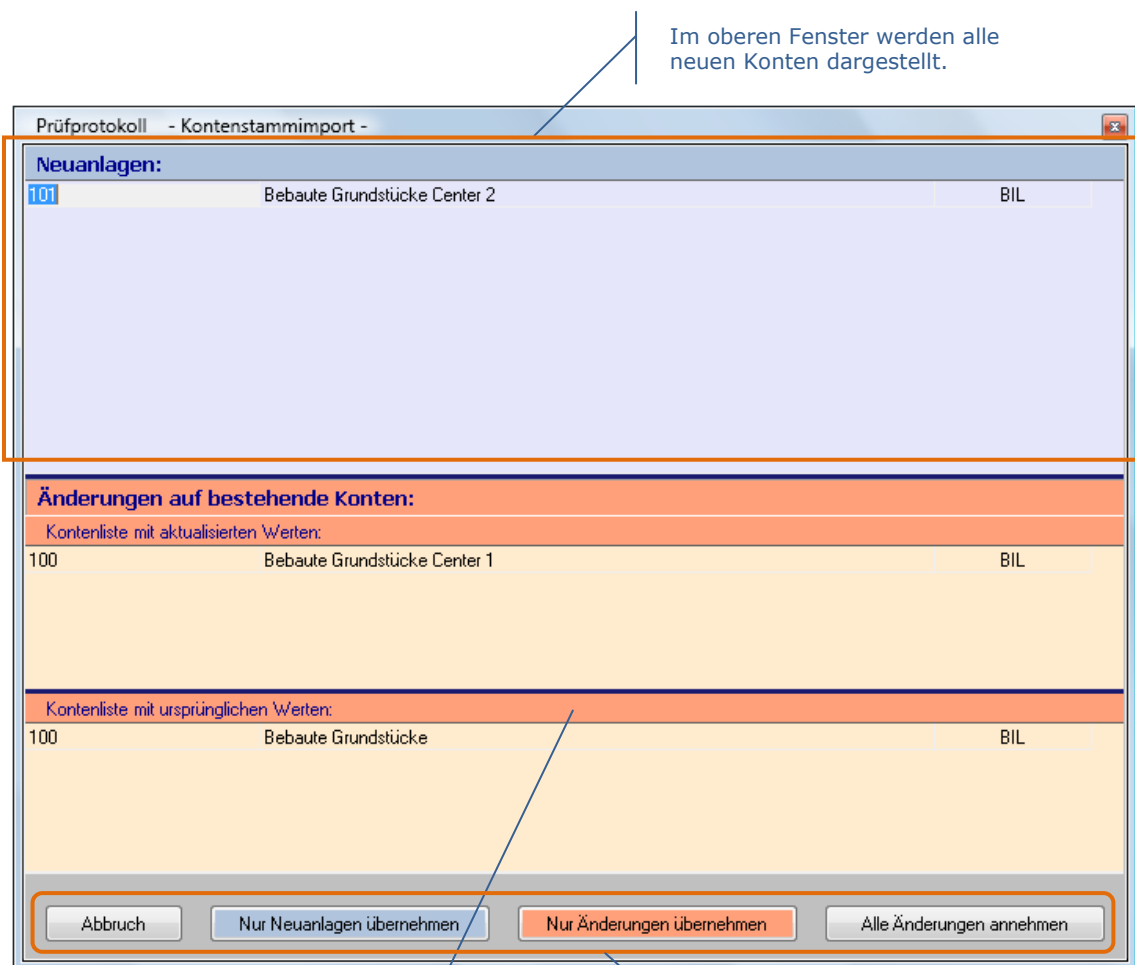 Im oberen Fenster werden alle
neuen Konten dargestellt.
Prüfprotokoll - Kontenstammimport -
Neuanlagen:
101 Bebaute Grundstücke Center 2 BIL
Änderungen auf bestehende Konten:
Kontenliste mit aktualisierten Werten:
100 Bebaute Grundstücke Center 1 BIL
Kontenliste mit ursprünglichen Werten:
100 Bebaute Grundstücke BIL
Abbruch Nur Neuanlagen übernehmen Nur Änderungen übernehmen Alle Änderungen annehmen